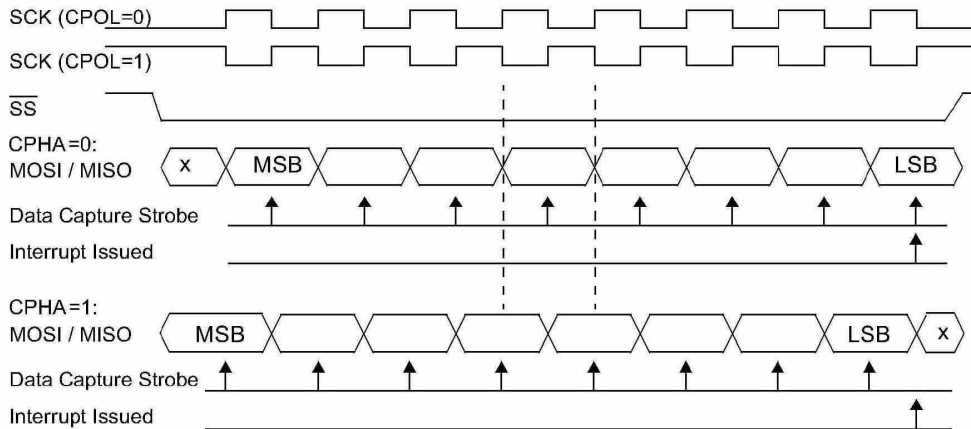 SCK (CPOL=0)
SCK (CPOL=1)
SS
CPHA=0:
MOSI / MISO
x
MSB
LSB
Data Capture Strobe
Interrupt Issued
CPHA=1:
MOSI / MISO
MSB
LSB
x
Data Capture Strobe
Interrupt Issued